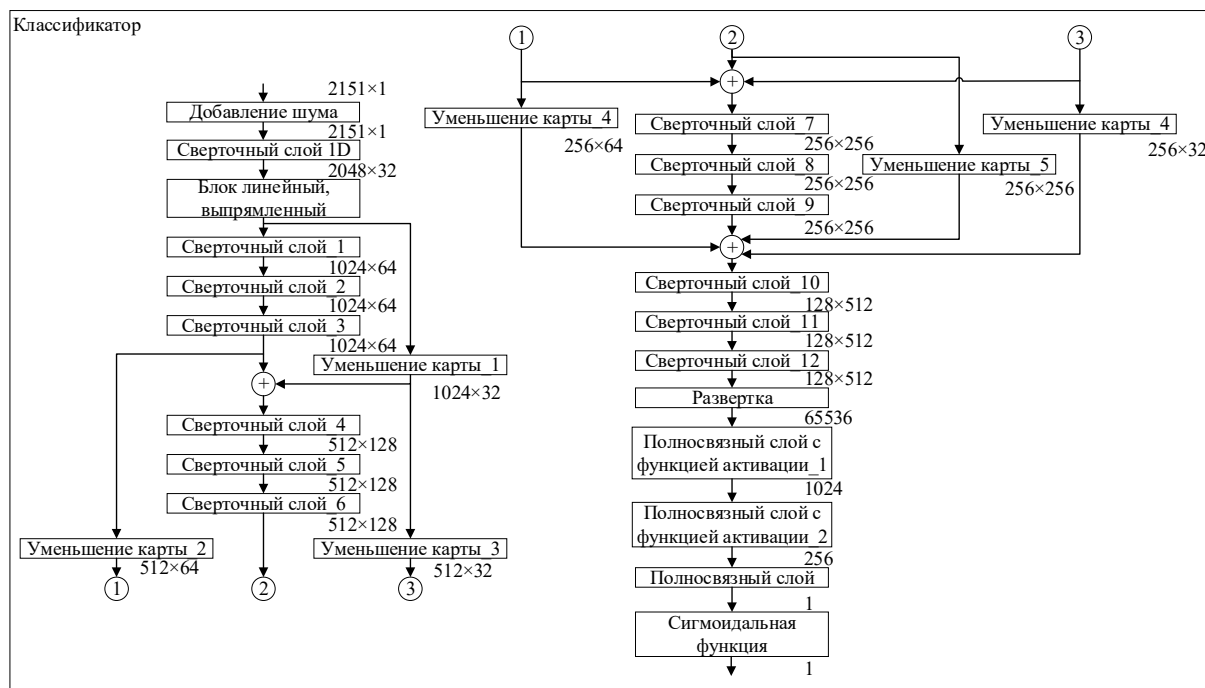 Классификатор
2151×1
Добавление шума
2151×1
Сверточный слой 1D
2048×32
Блок линейный,
выпрямленный
Сверточный слой_1
1024×64
Сверточный слой_2
1024×64
Сверточный слой_3
1024×64
Уменьшение карты_1
1024×32
+
Сверточный слой_4
512×128
Сверточный слой_5
512×128
Сверточный слой_6
512×128
Уменьшение карты_2
512×64
Уменьшение карты_3
512×32
1
2
3
1
2
3
+
Уменьшение карты_4
256×64
Сверточный слой_7
256×256
Сверточный слой_8
256×256
Сверточный слой_9
256×256
Уменьшение карты_5
256×256
Уменьшение карты_4
256×32
+
Сверточный слой_10
128×512
Сверточный слой_11
128×512
Сверточный слой_12
128×512
Развертка
65536
Полносвязный слой с
функцией активации_1
1024
Полносвязный слой с
функцией активации_2
256
Полносвязный слой
1
Сигмоидальная
функция
1